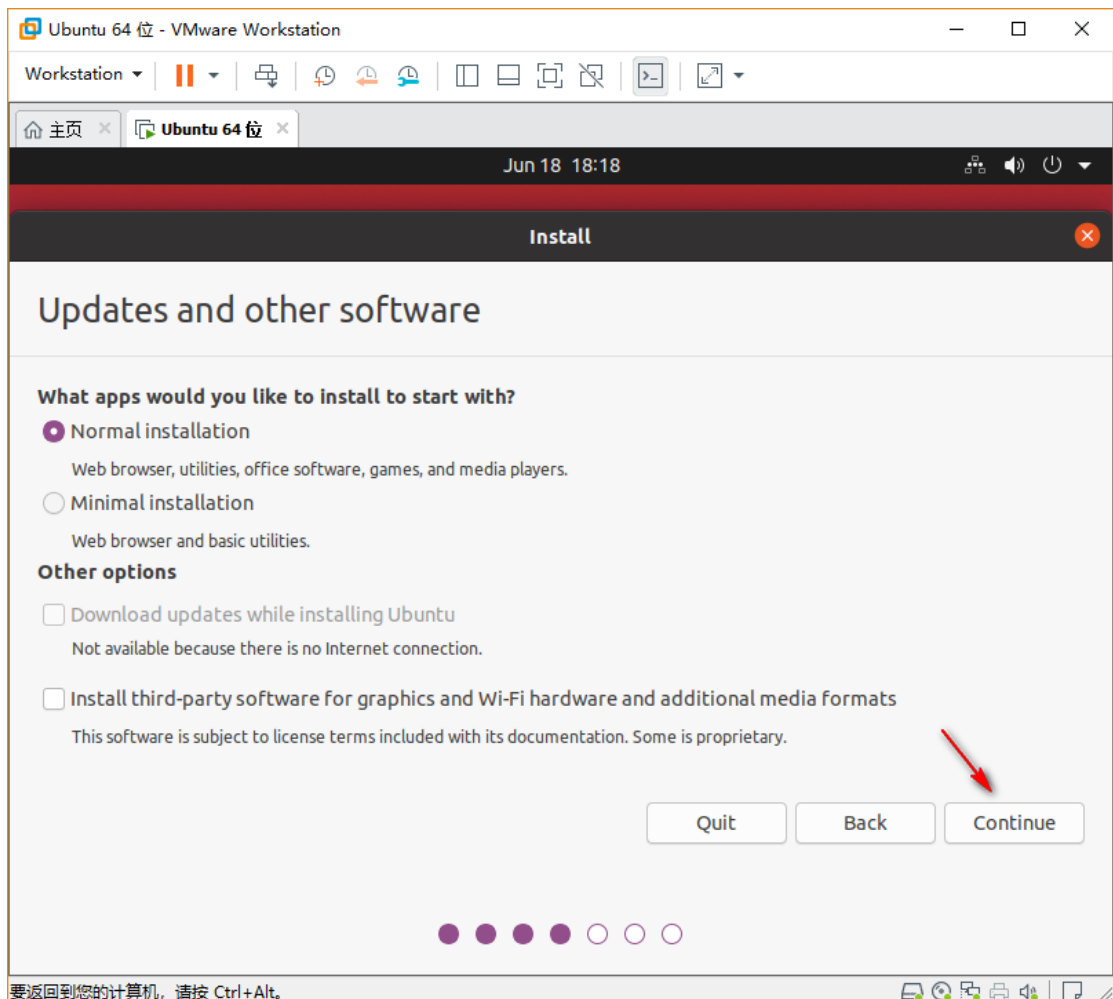 Ubuntu 64 位 - VMware Workstation
Workstation
主页
Ubuntu 64 位
Jun 18 18:18
Install
Updates and other software
What apps would you like to install to start with?
Normal installation
Web browser, utilities, office software, games, and media players.
Minimal installation
Web browser and basic utilities.
Other options
Download updates while installing Ubuntu
Not available because there is no Internet connection.
Install third-party software for graphics and Wi-Fi hardware and additional media formats
This software is subject to license terms included with its documentation. Some is proprietary.
Quit Back Continue
要返回到您的计算机，请按 Ctrl+Alt。